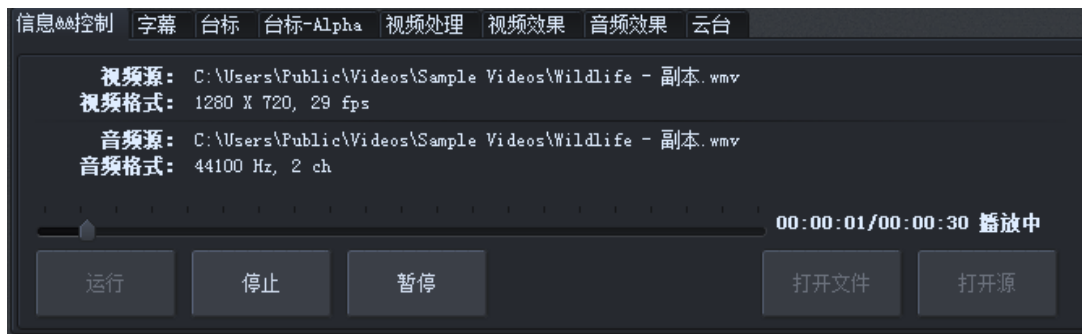 信息&&控制 字幕 台标 台标-Alpha 视频处理 视频效果 音频效果 云台
视频源： C:\Users\Public\Videos\Sample Videos\Wildlife - 副本.wmv
视频格式： 1280 X 720, 29 fps
音频源： C:\Users\Public\Videos\Sample Videos\Wildlife - 副本.wmv
音频格式： 44100 Hz, 2 ch
00:00:01/00:00:30 播放中
运行 停止 暂停 打开文件 打开源